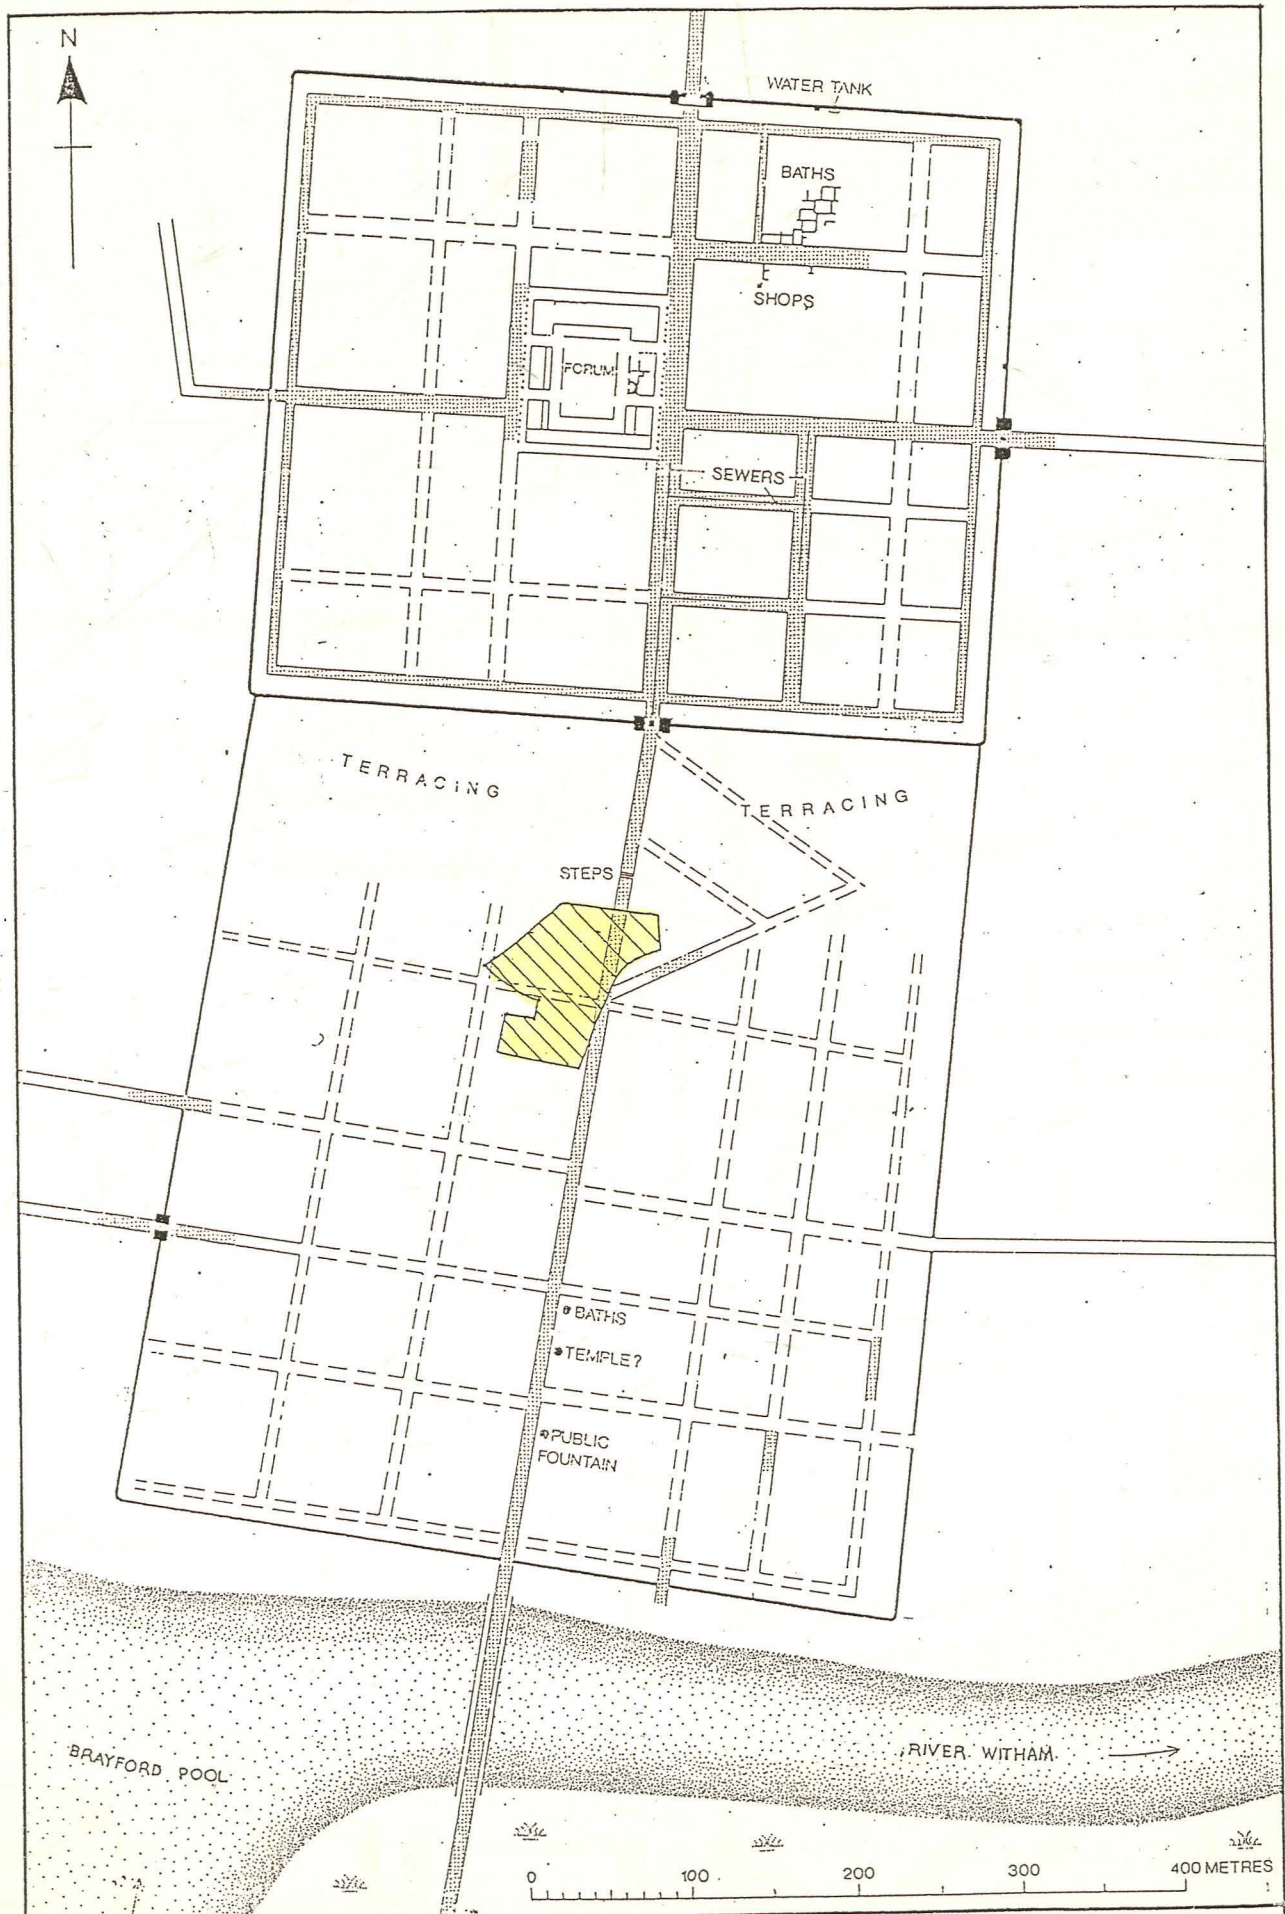 N
WATER TANK
BATHS
SHOPS
FORUM
SEWERS
TERRACING
TERRACING
STEPS
BATHS
TEMPLE?
PUBLIC
FOUNTAIN
BRAYFORD POOL
RIVER WITHAM
0 100 200 300 400 METRES